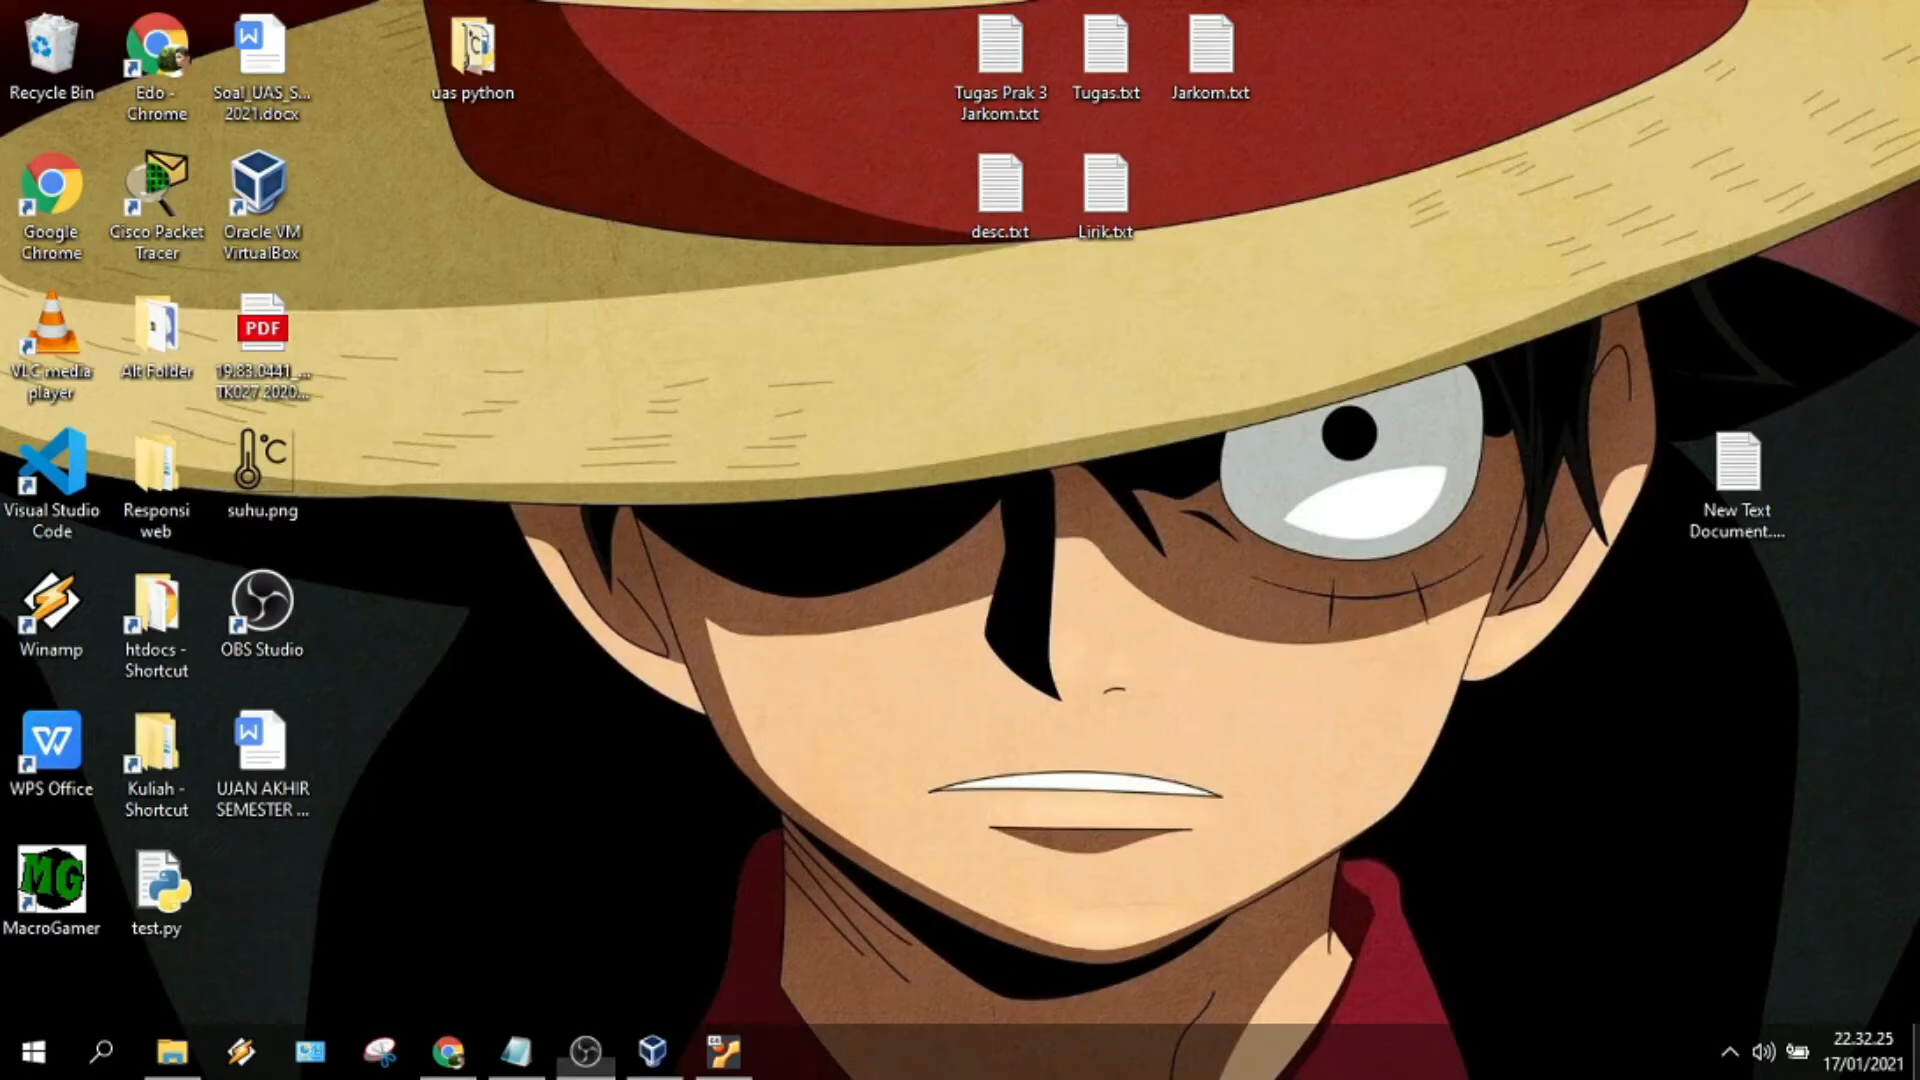 Recycle Bin
Edo -
Chrome
Soal_UAS_S...
2021.docx
uas python
Tugas Prak 3
Jarkom.txt
Tugas.txt
Jarkom.txt
Google
Chrome
Cisco Packet
Tracer
Oracle VM
VirtualBox
desc.txt
Lirik.txt
VLC media
player
Alt Folder
PDF
19.83.0441_...
TK027 2020...
Visual Studio
Code
Responsi
web
°C
suhu.png
New Text
Document....
Winamp
htdocs -
Shortcut
OBS Studio
W
WPS Office
Kuliah -
Shortcut
W
UJAN AKHIR
SEMESTER ...
MG
MacroGamer
test.py
22.32.25
17/01/2021